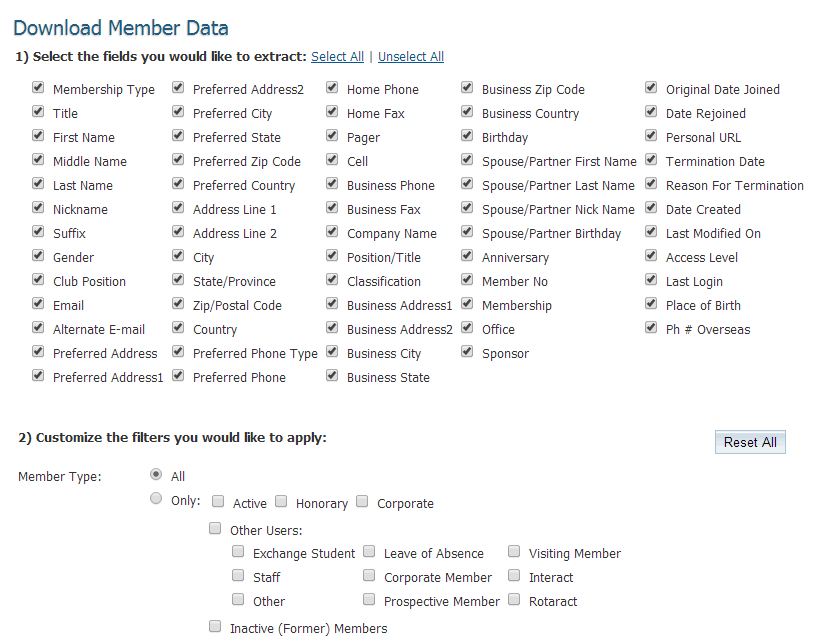 Download Member Data
1) Select the fields you would like to extract: Select All | Unselect All
Membership Type Preferred Address2 Home Phone Business Zip Code Original Date Joined
Title Preferred City Home Fax Business Country Date Rejoined
First Name Preferred State Pager Birthday Personal URL
Middle Name Preferred Zip Code Cell Spouse/Partner First Name Termination Date
Last Name Preferred Country Business Phone Spouse/Partner Last Name Reason For Termination
Nickname Address Line 1 Business Fax Spouse/Partner Nick Name Date Created
Suffix Address Line 2 Company Name Spouse/Partner Birthday Last Modified On
Gender City Position/Title Anniversary Access Level
Club Position State/Province Classification Member No Last Login
Email Zip/Postal Code Business Address1 Membership Place of Birth
Alternate E-mail Country Business Address2 Office Ph # Overseas
Preferred Address Preferred Phone Type Business City Sponsor
Preferred Address1 Preferred Phone Business State
2) Customize the filters you would like to apply: Reset All
Member Type: All
Only: Active Honorary Corporate
Other Users:
Exchange Student Leave of Absence Visiting Member
Staff Corporate Member Interact
Other Prospective Member Rotaract
Inactive (Former) Members